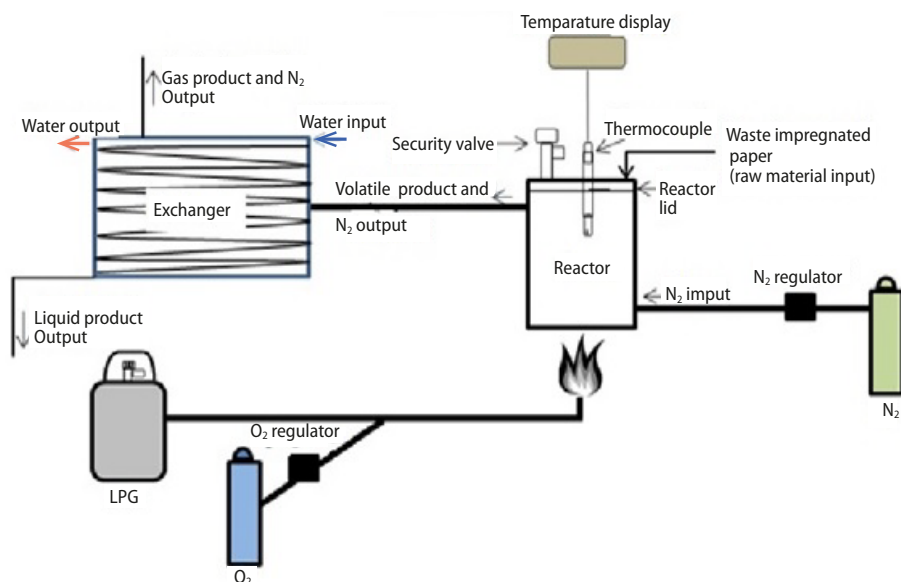 Temparature display
Gas product and N₂
Output
Water output
Water input
Security valve
Thermocouple
Waste impregnated
paper
(raw material input)
Volatile product and
N₂ output
Exchanger
Reactor
lid
Reactor
N₂ regulator
N₂ imput
Liquid product
Output
N₂
O₂ regulator
LPG
O₂